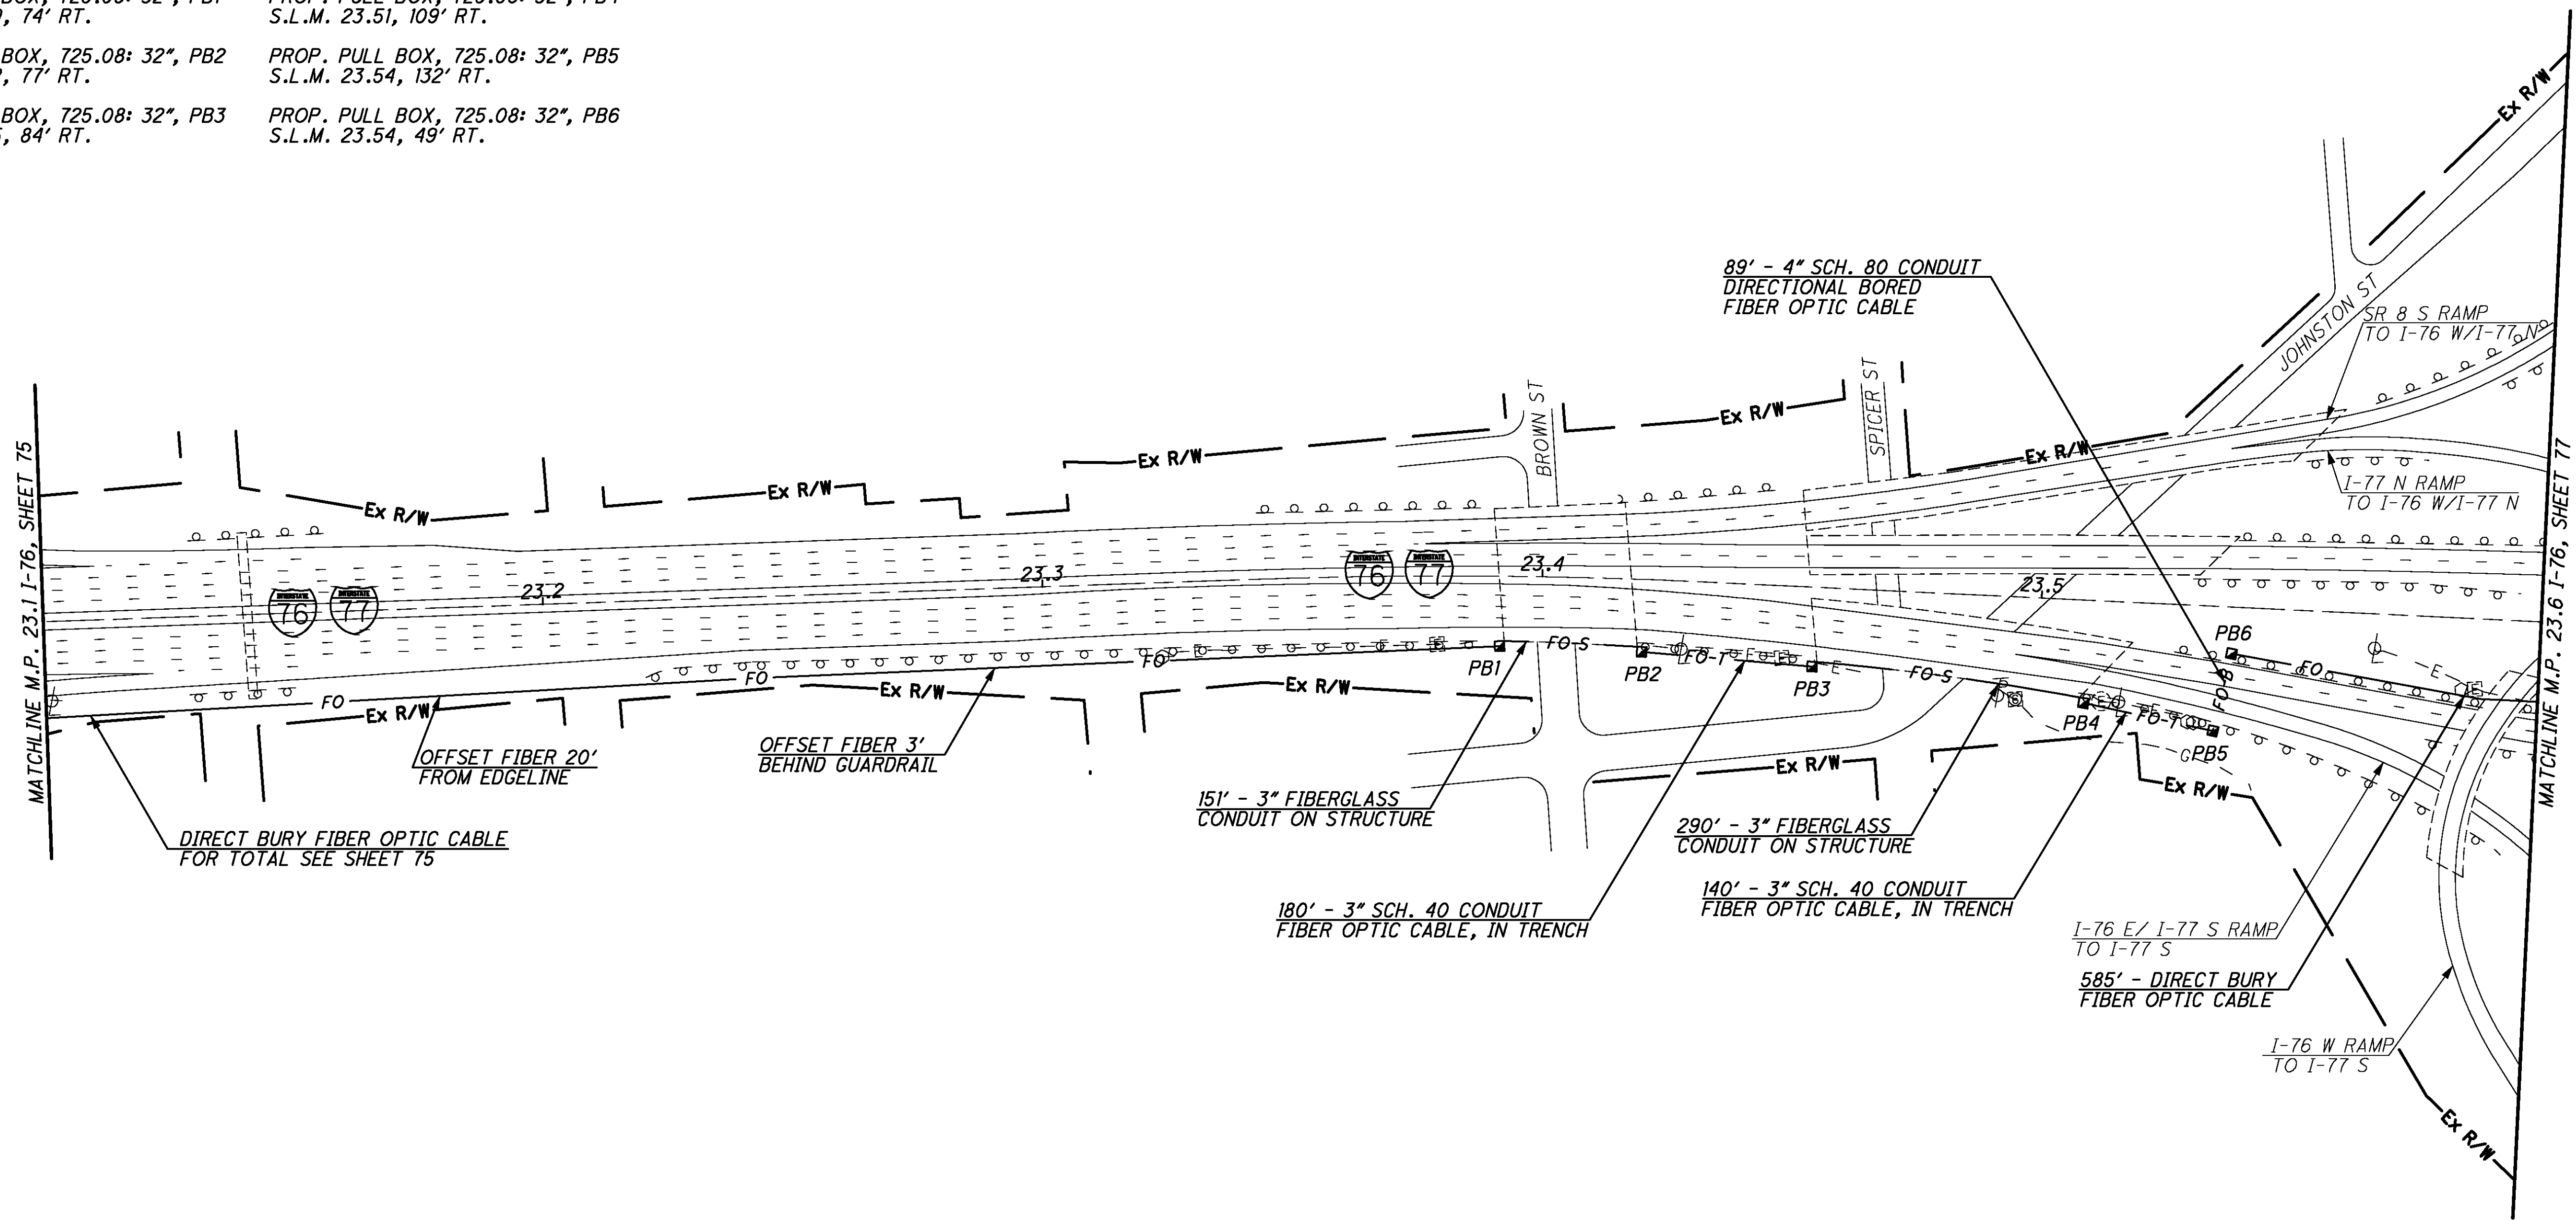 S.L.M. 23.51, 109' RT.
74' RT.
BOX, 725.08: 32", PB2
77' RT.
PROP. PULL BOX, 725.08: 32", PB5
S.L.M. 23.54, 132' RT.
BOX, 725.08: 32", PB3
84' RT.
PROP. PULL BOX, 725.08: 32", PB6
S.L.M. 23.54, 49' RT.
Ex R/W
89' - 4" SCH. 80 CONDUIT
DIRECTIONAL BORED
FIBER OPTIC CABLE
JOHNSTON ST
SR 8 S RAMP
TO I-76 W/I-77 N
BROWN ST
SPICER ST
Ex R/W
Ex R/W
Ex R/W
Ex R/W
Ex R/W
I-77 N RAMP
TO I-76 W/I-77 N
MATCHLINE M.P. 23.1 I-76, SHEET 75
MATCHLINE M.P. 23.6 I-76, SHEET 77
INTERSTATE
76
INTERSTATE
77
23.2
23.3
INTERSTATE
76
INTERSTATE
77
23.4
23.5
PB1
FO-S
PB2
FO-T
PB3
E
FO-S
PB4
FO-T
PB5
G
FO-B
PB6
FO
E
E
FO
FO
FO
Ex R/W
Ex R/W
Ex R/W
Ex R/W
Ex R/W
OFFSET FIBER 20'
FROM EDGELINE
OFFSET FIBER 3'
BEHIND GUARDRAIL
DIRECT BURY FIBER OPTIC CABLE
FOR TOTAL SEE SHEET 75
151' - 3" FIBERGLASS
CONDUIT ON STRUCTURE
180' - 3" SCH. 40 CONDUIT
FIBER OPTIC CABLE, IN TRENCH
290' - 3" FIBERGLASS
CONDUIT ON STRUCTURE
140' - 3" SCH. 40 CONDUIT
FIBER OPTIC CABLE, IN TRENCH
I-76 E/ I-77 S RAMP
TO I-77 S
585' - DIRECT BURY
FIBER OPTIC CABLE
I-76 W RAMP
TO I-77 S
Ex R/W